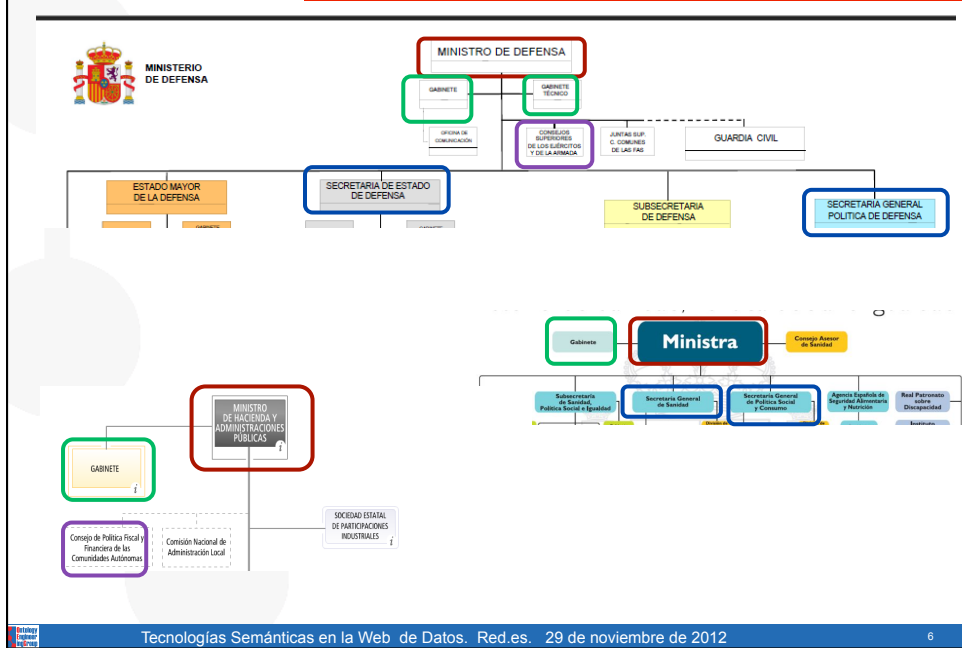 MINISTERIO
DE DEFENSA
MINISTRO DE DEFENSA
GABINETE
GABINETE
TÉCNICO
OFICINA DE
COMUNICACIÓN
CONSEJOS
SUPERIORES
DE LOS EJÉRCITOS
Y DE LA ARMADA
JUNTAS SUP.
C. COMUNES
DE LAS FAS
GUARDIA CIVIL
ESTADO MAYOR
DE LA DEFENSA
SECRETARIA DE ESTADO
DE DEFENSA
SUBSECRETARIA
DE DEFENSA
SECRETARIA GENERAL
POLITICA DE DEFENSA
Gabinete
Ministra
Consejo Asesor
de Sanidad
Subsecretaría
de Sanidad,
Política Social e Igualdad
Secretaría General
de Sanidad
Secretaría General
de Política Social
y Consumo
Agencia Española de
Seguridad Alimentaria
y Nutrición
Real Patronato
sobre
Discapacidad
Instituto
MINISTRO
DE HACIENDA Y
ADMINISTRACIONES
PÚBLICAS
i
GABINETE
i
Consejo de Política Fiscal y
Financiera de las
Comunidades Autónomas
Comisión Nacional de
Administración Local
SOCIEDAD ESTATAL
DE PARTICIPACIONES
INDUSTRIALES
i
Ontology
Engineer
ingGroup
Tecnologías Semánticas en la Web de Datos. Red.es. 29 de noviembre de 2012
6